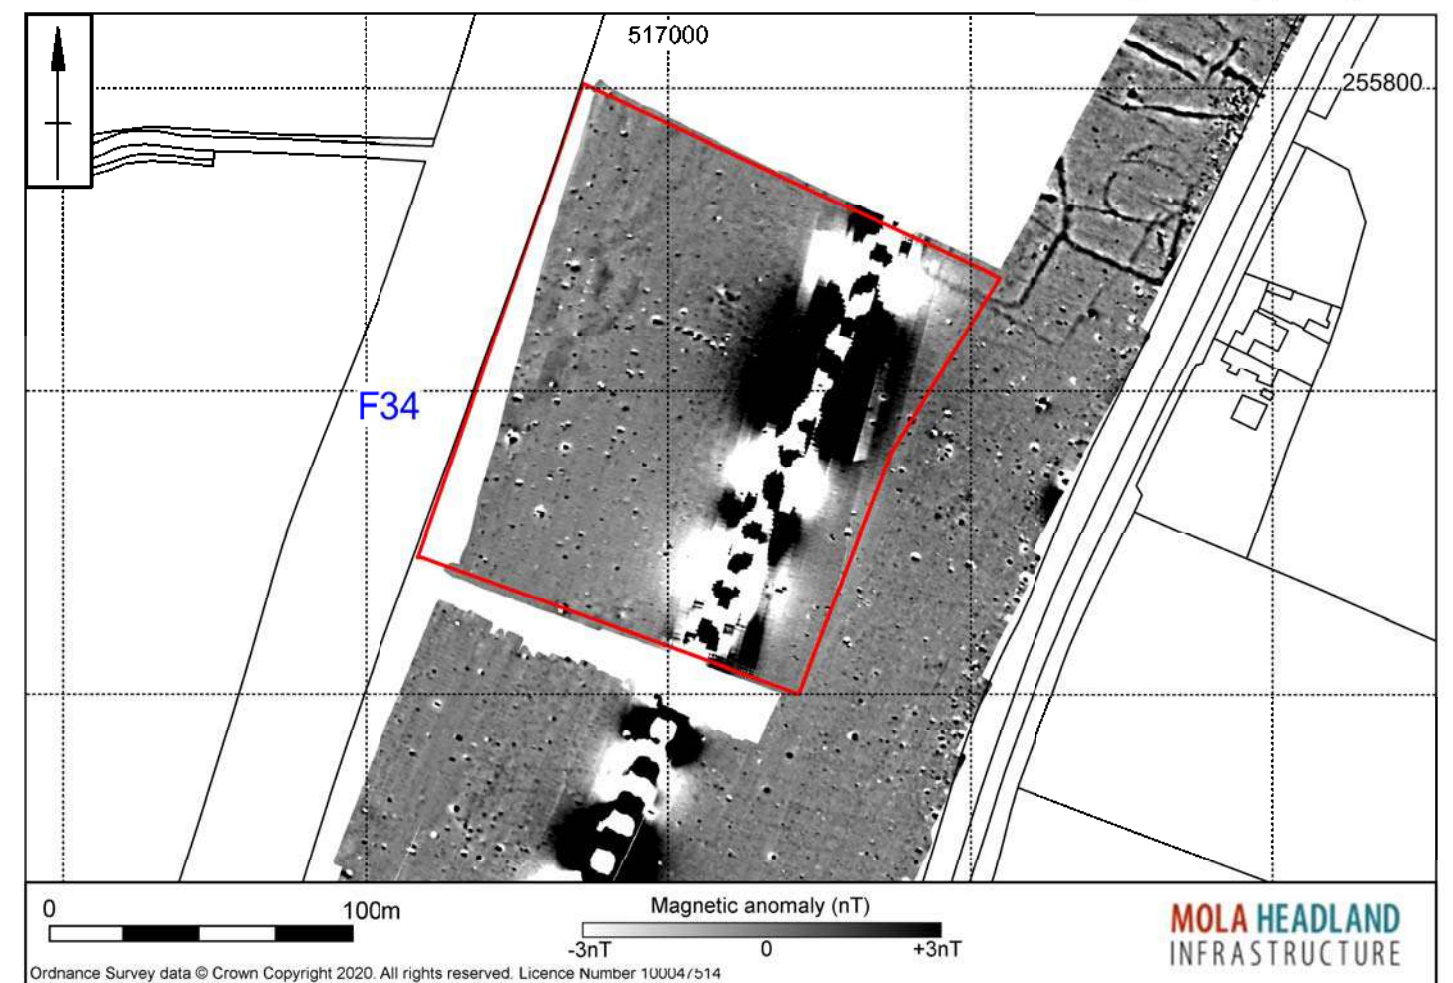 517000
255800
F34
0 100m
Magnetic anomaly (nT)
-3nT 0 +3nT
MOLA HEADLAND
INFRASTRUCTURE
Ordnance Survey data © Crown Copyright 2020. All rights reserved. Licence Number 100047514